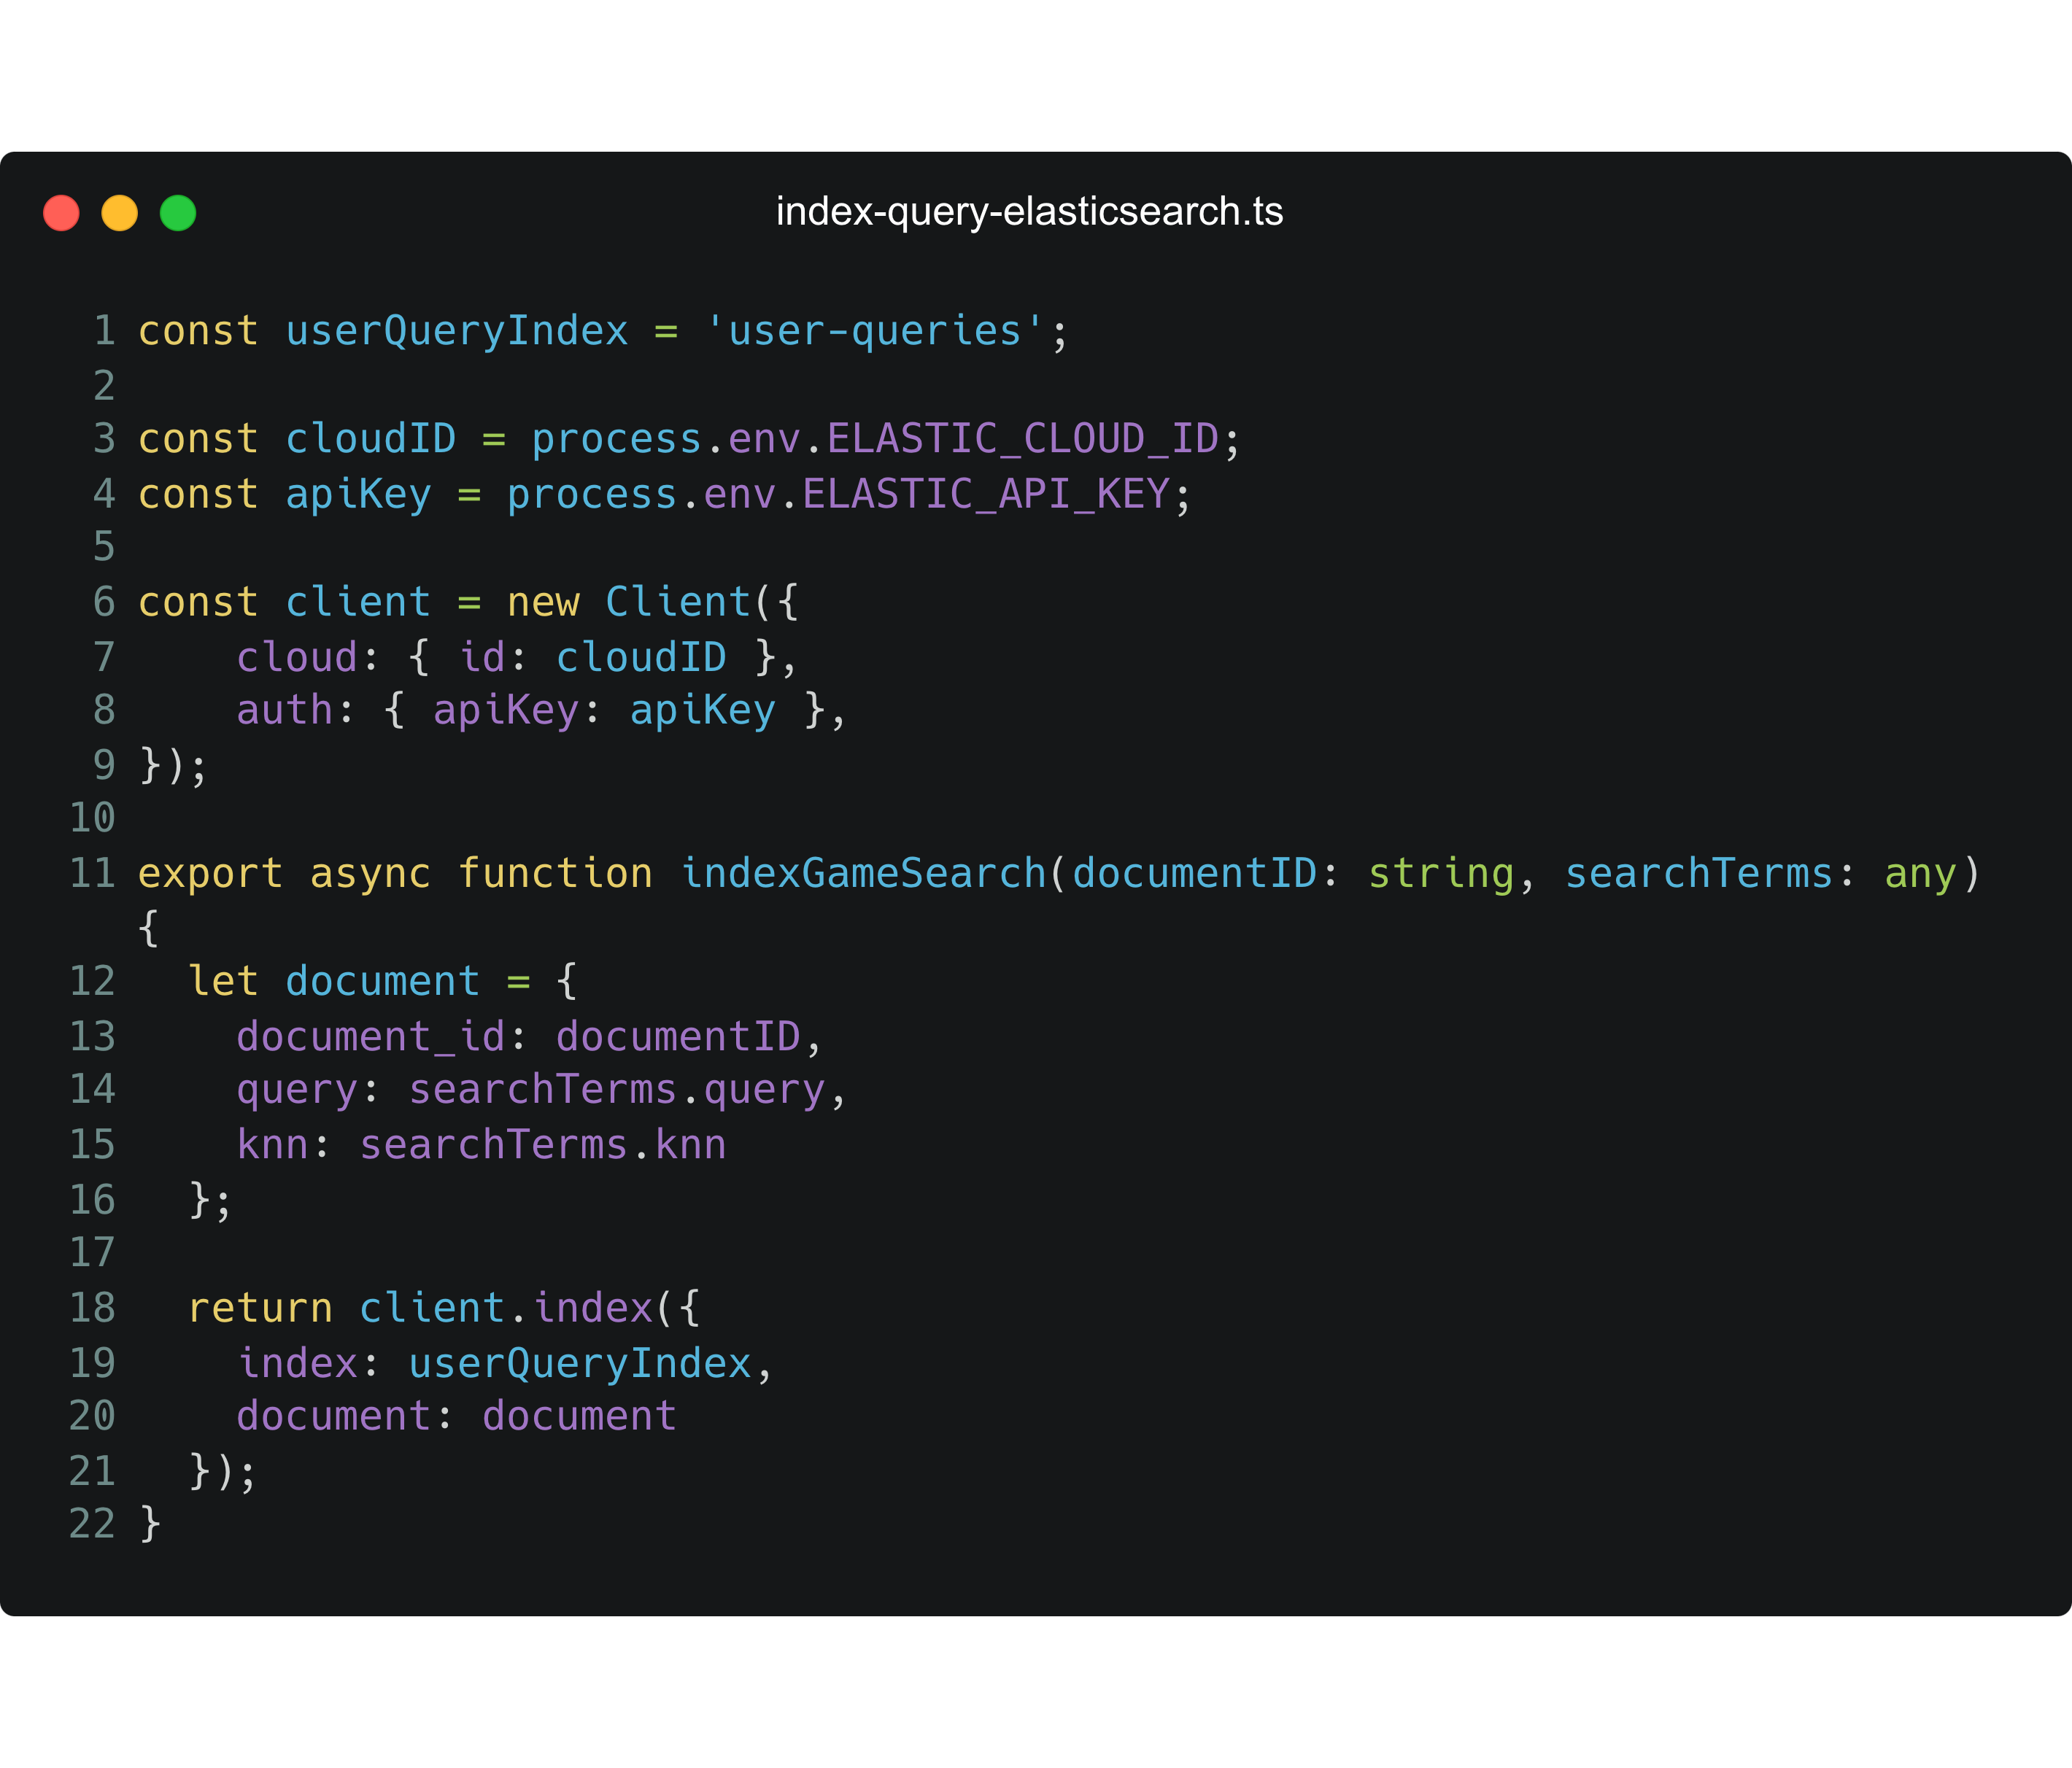 index-query-elasticsearch.ts
1 const userQueryIndex = 'user-queries';
2
3 const cloudID = process.env.ELASTIC_CLOUD_ID;
4 const apiKey = process.env.ELASTIC_API_KEY;
5
6 const client = new Client({
7     cloud: { id: cloudID },
8     auth: { apiKey: apiKey },
9 });
10
11 export async function indexGameSearch(documentID: string, searchTerms: any)
{
12   let document = {
13     document_id: documentID,
14     query: searchTerms.query,
15     knn: searchTerms.knn
16   };
17
18   return client.index({
19     index: userQueryIndex,
20     document: document
21   });
22 }